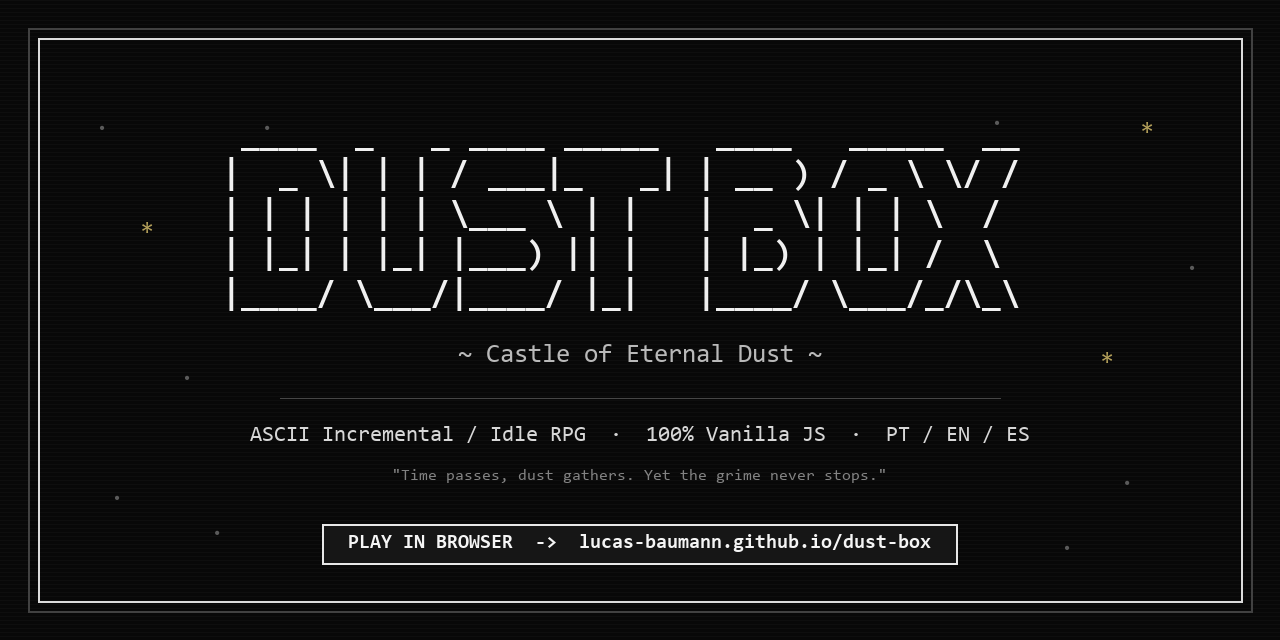 DUST BOX
~ Castle of Eternal Dust ~
ASCII Incremental / Idle RPG · 100% Vanilla JS · PT / EN / ES
"Time passes, dust gathers. Yet the grime never stops."
PLAY IN BROWSER -> lucas-baumann.github.io/dust-box